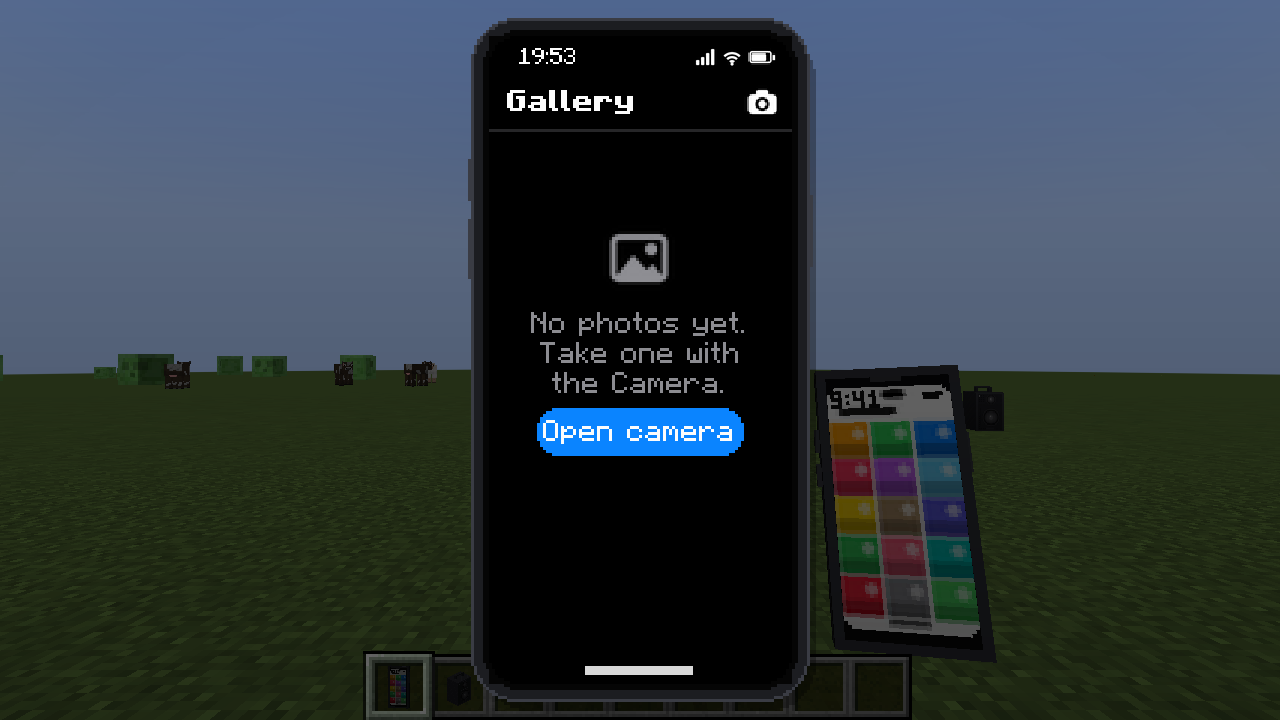 19:53
Gallery
No photos yet.
Take one with
the Camera.
Open camera
9:41